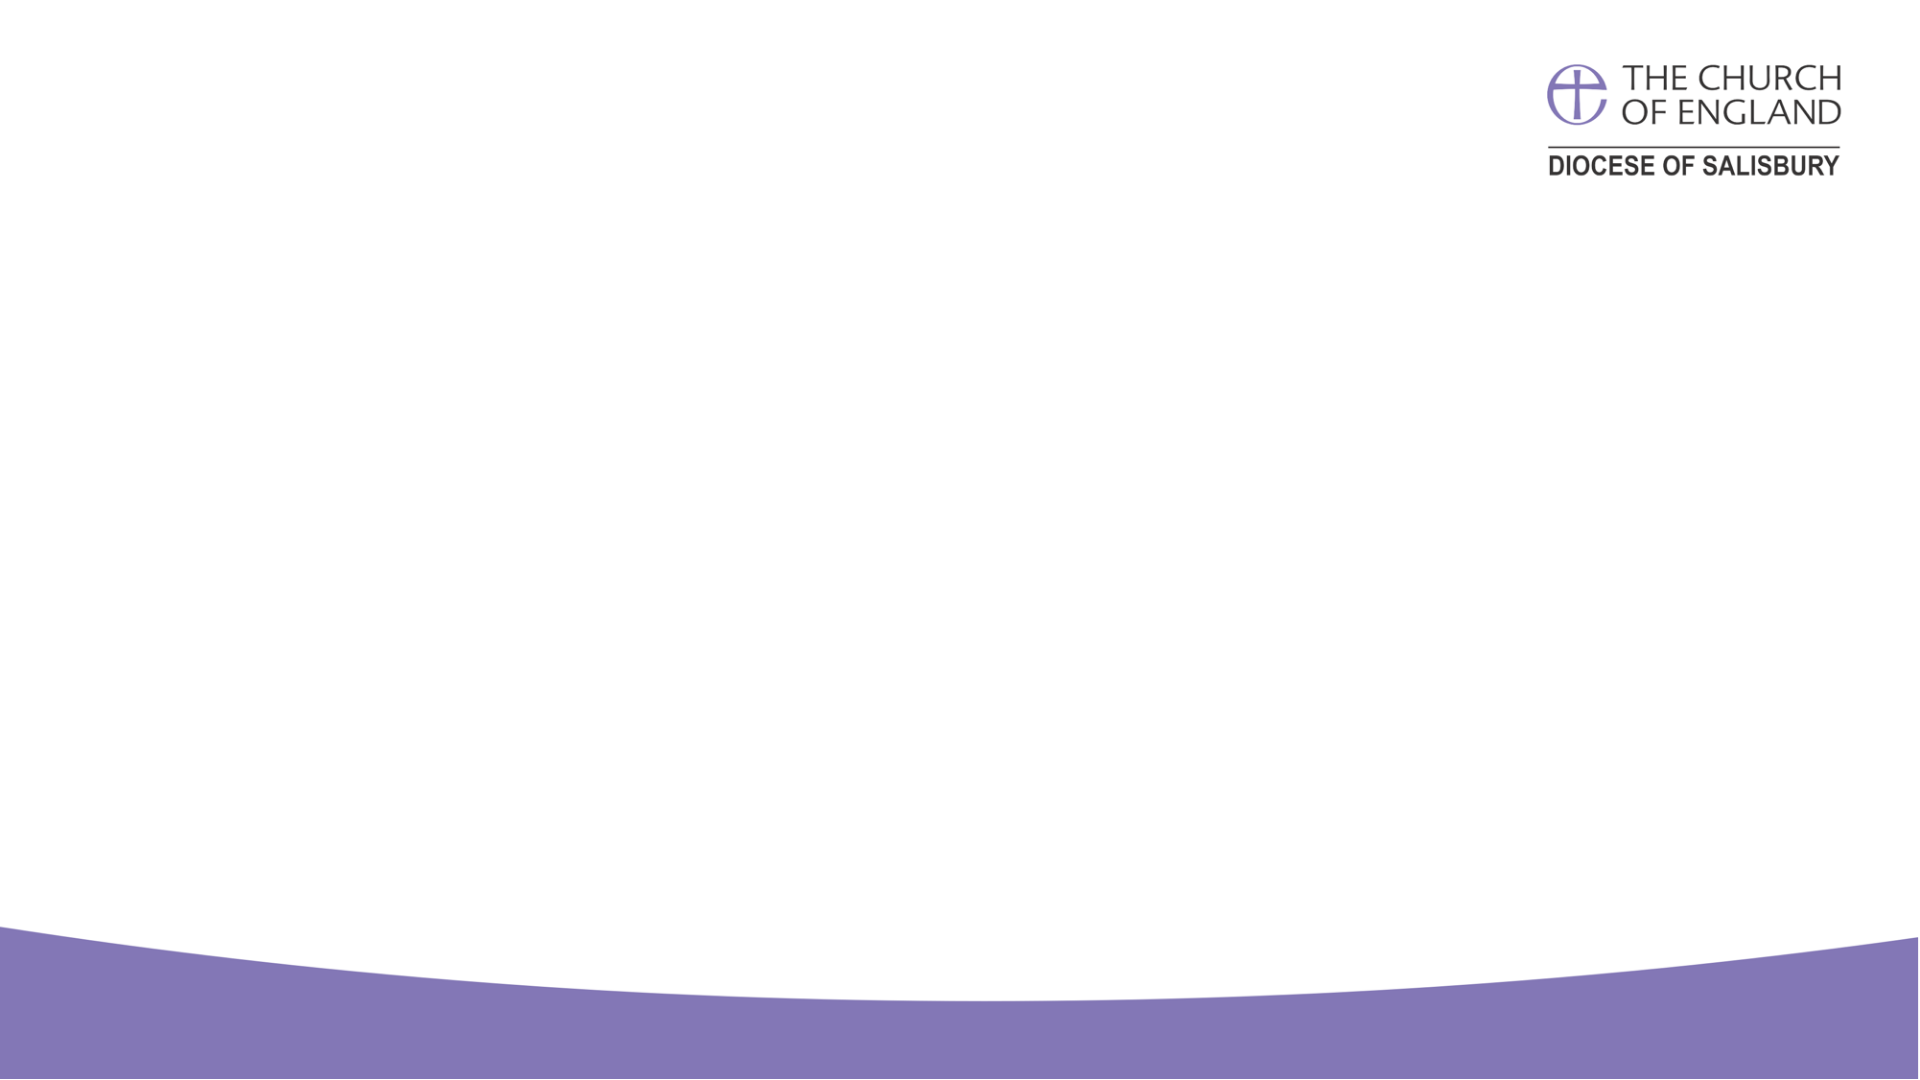 THE CHURCH
OF ENGLAND
DIOCESE OF SALISBURY